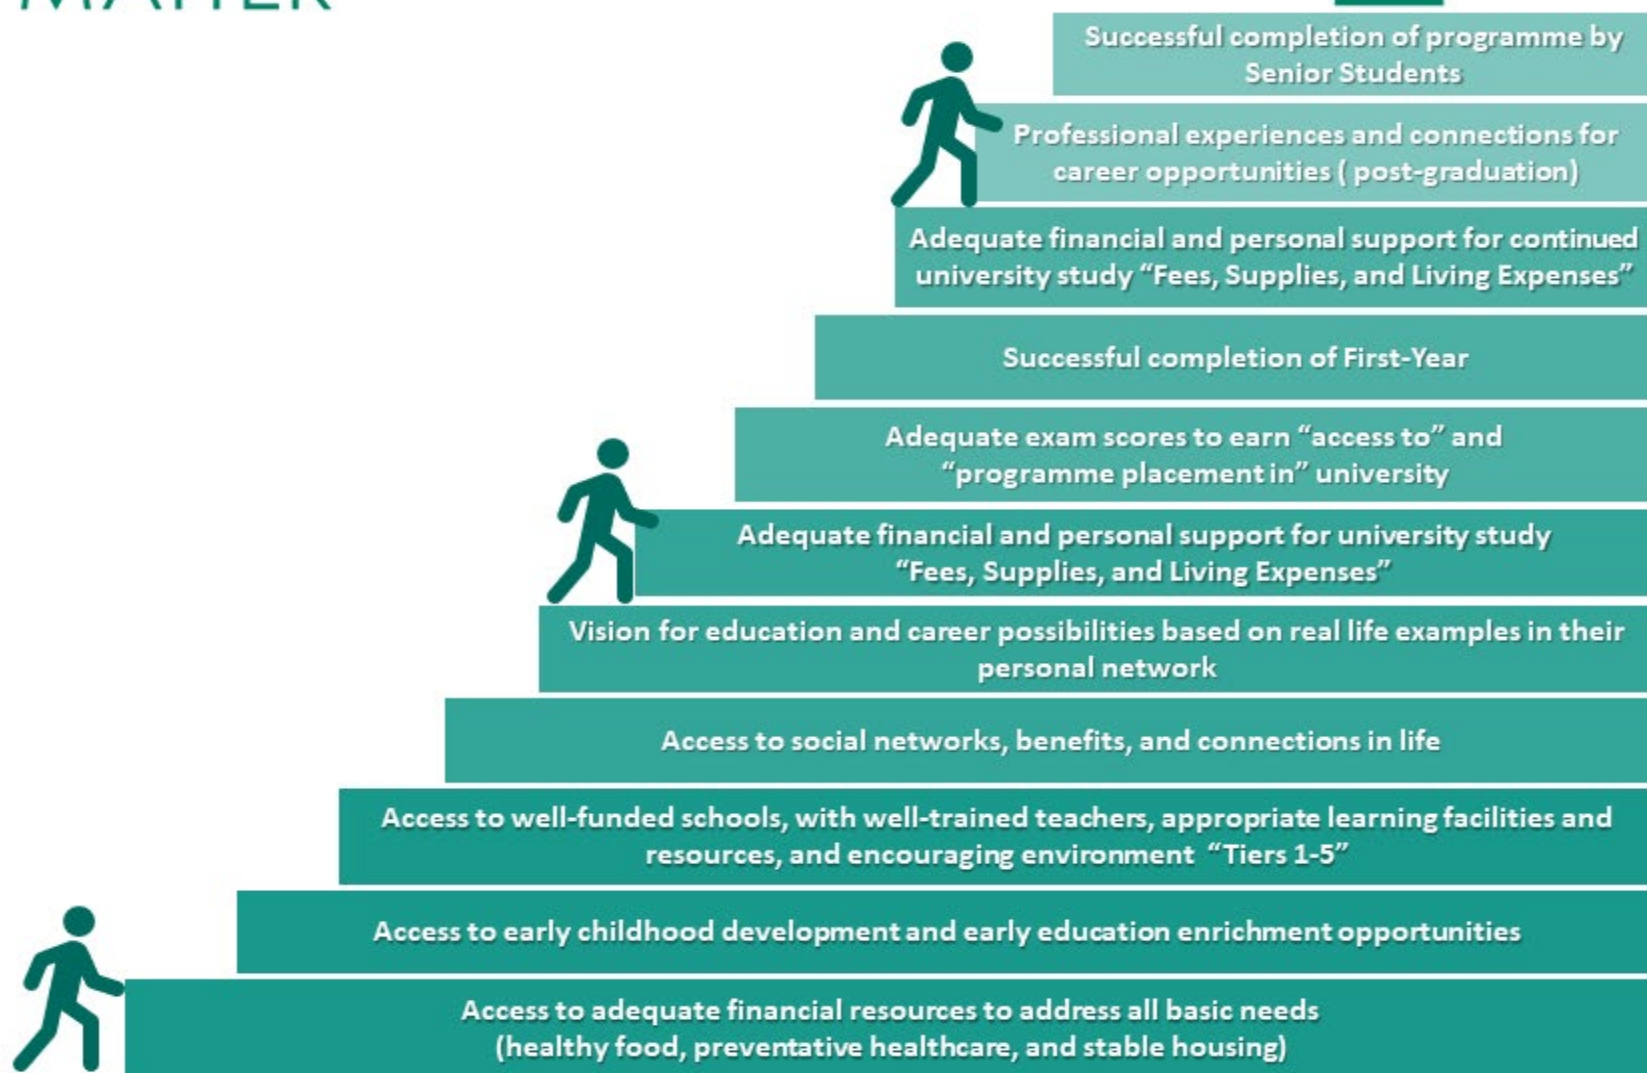 MATTER
Successful completion of programme by
Senior Students
Professional experiences and connections for
career opportunities ( post-graduation)
Adequate financial and personal support for continued
university study “Fees, Supplies, and Living Expenses”
Successful completion of First-Year
Adequate exam scores to earn “access to” and
“programme placement in” university
Adequate financial and personal support for university study
“Fees, Supplies, and Living Expenses”
Vision for education and career possibilities based on real life examples in their
personal network
Access to social networks, benefits, and connections in life
Access to well-funded schools, with well-trained teachers, appropriate learning facilities and
resources, and encouraging environment “Tiers 1-5”
Access to early childhood development and early education enrichment opportunities
Access to adequate financial resources to address all basic needs
(healthy food, preventative healthcare, and stable housing)